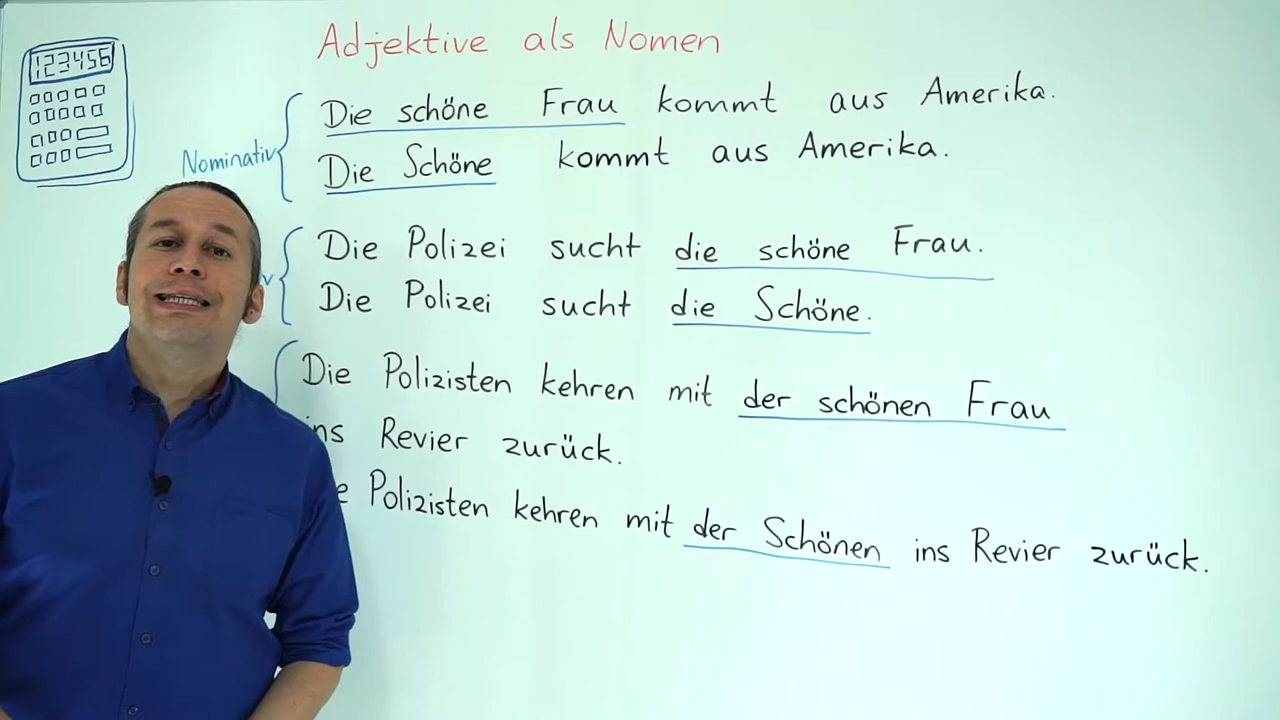 123456
Adjektive als Nomen
Die schöne Frau kommt aus Amerika.
Nominativ
Die Schöne kommt aus Amerika.
Die Polizei sucht die schöne Frau.
Die Polizei sucht die Schöne.
Die Polizisten kehren mit der schönen Frau
ins Revier zurück.
Polizisten kehren mit der Schönen ins Revier zurück.